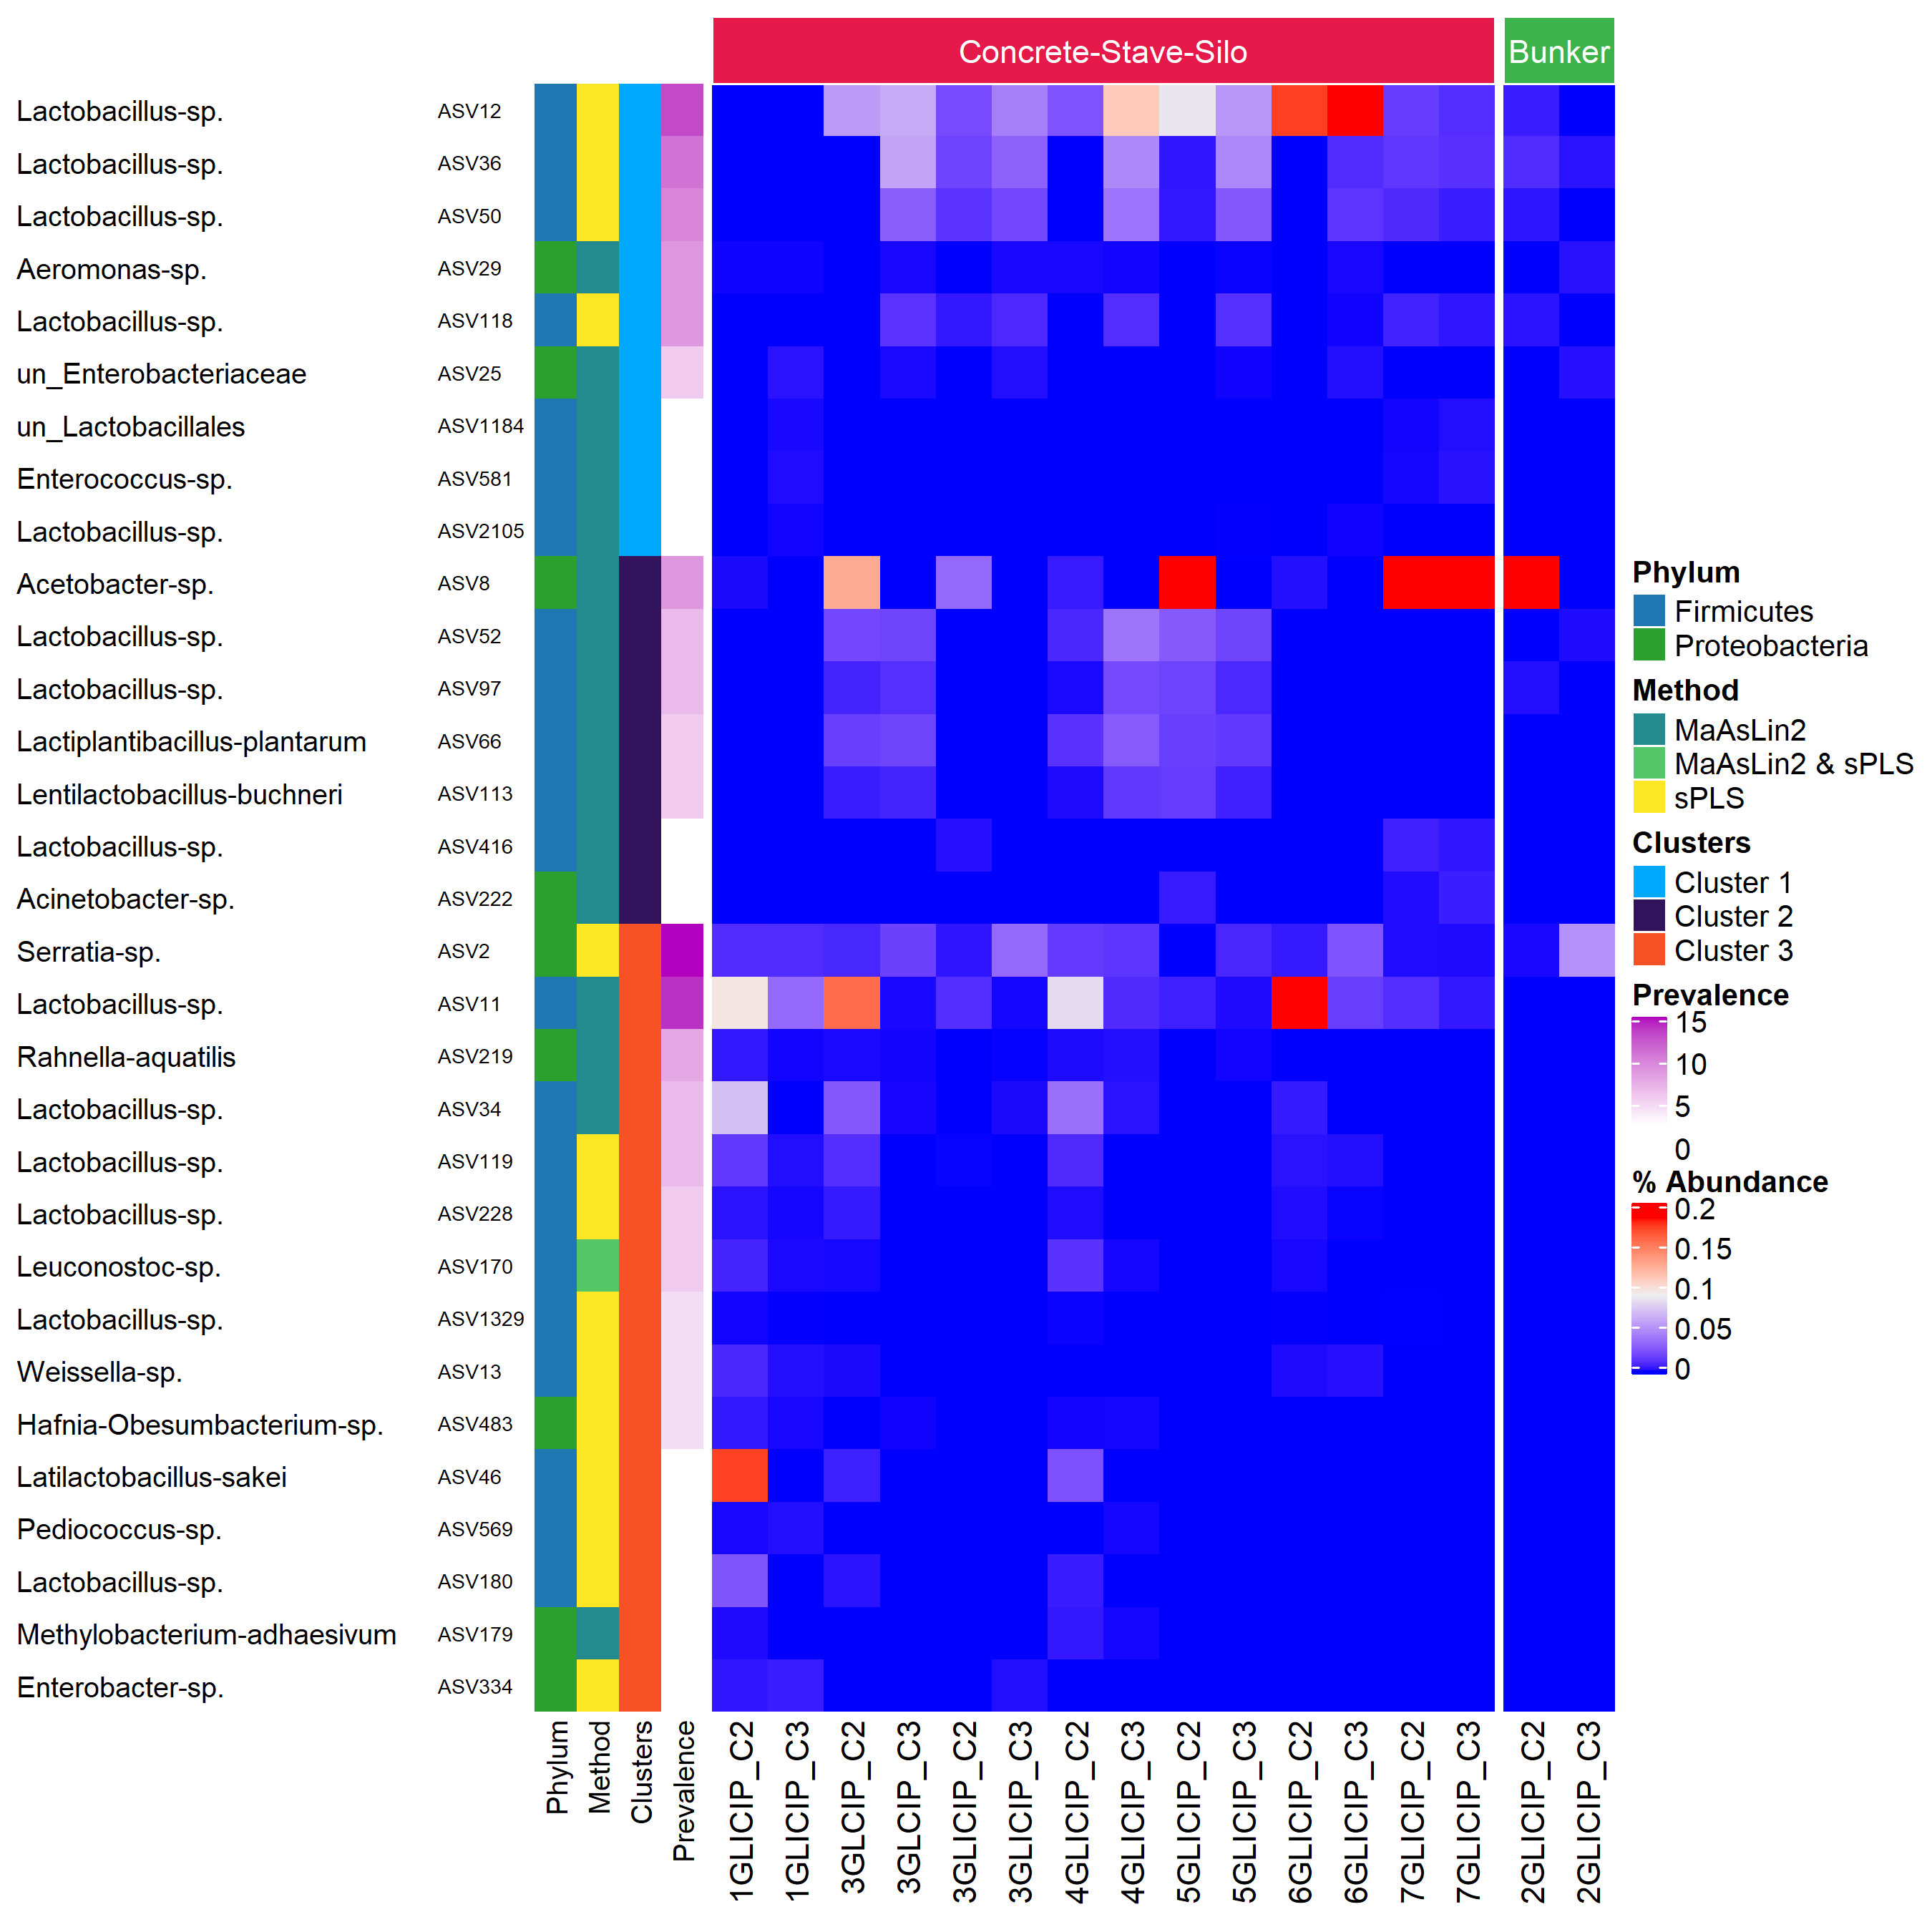 Concrete-Stave-Silo Bunker
Lactobacillus-sp. ASV12
Lactobacillus-sp. ASV36
Lactobacillus-sp. ASV50
Aeromonas-sp. ASV29
Lactobacillus-sp. ASV118
un_Enterobacteriaceae ASV25
un_Lactobacillales ASV1184
Enterococcus-sp. ASV581
Lactobacillus-sp. ASV2105
Acetobacter-sp. ASV8
Lactobacillus-sp. ASV52
Lactobacillus-sp. ASV97
Lactiplantibacillus-plantarum ASV66
Lentilactobacillus-buchneri ASV113
Lactobacillus-sp. ASV416
Acinetobacter-sp. ASV222
Serratia-sp. ASV2
Lactobacillus-sp. ASV11
Rahnella-aquatilis ASV219
Lactobacillus-sp. ASV34
Lactobacillus-sp. ASV119
Lactobacillus-sp. ASV228
Leuconostoc-sp. ASV170
Lactobacillus-sp. ASV1329
Weissella-sp. ASV13
Hafnia-Obesumbacterium-sp. ASV483
Latilactobacillus-sakei ASV46
Pediococcus-sp. ASV569
Lactobacillus-sp. ASV180
Methylobacterium-adhaesivum ASV179
Enterobacter-sp. ASV334
Phylum
Method
Clusters
Prevalence
1GLICIP_C2
1GLICIP_C3
3GLCIP_C2
3GLCIP_C3
3GLICIP_C2
3GLICIP_C3
4GLICIP_C2
4GLICIP_C3
5GLICIP_C2
5GLICIP_C3
6GLICIP_C2
6GLICIP_C3
7GLICIP_C2
7GLICIP_C3
2GLICIP_C2
2GLICIP_C3
Phylum
Firmicutes
Proteobacteria
Method
MaAsLin2
MaAsLin2 & sPLS
sPLS
Clusters
Cluster 1
Cluster 2
Cluster 3
Prevalence
15
10
5
0
% Abundance
0.2
0.15
0.1
0.05
0